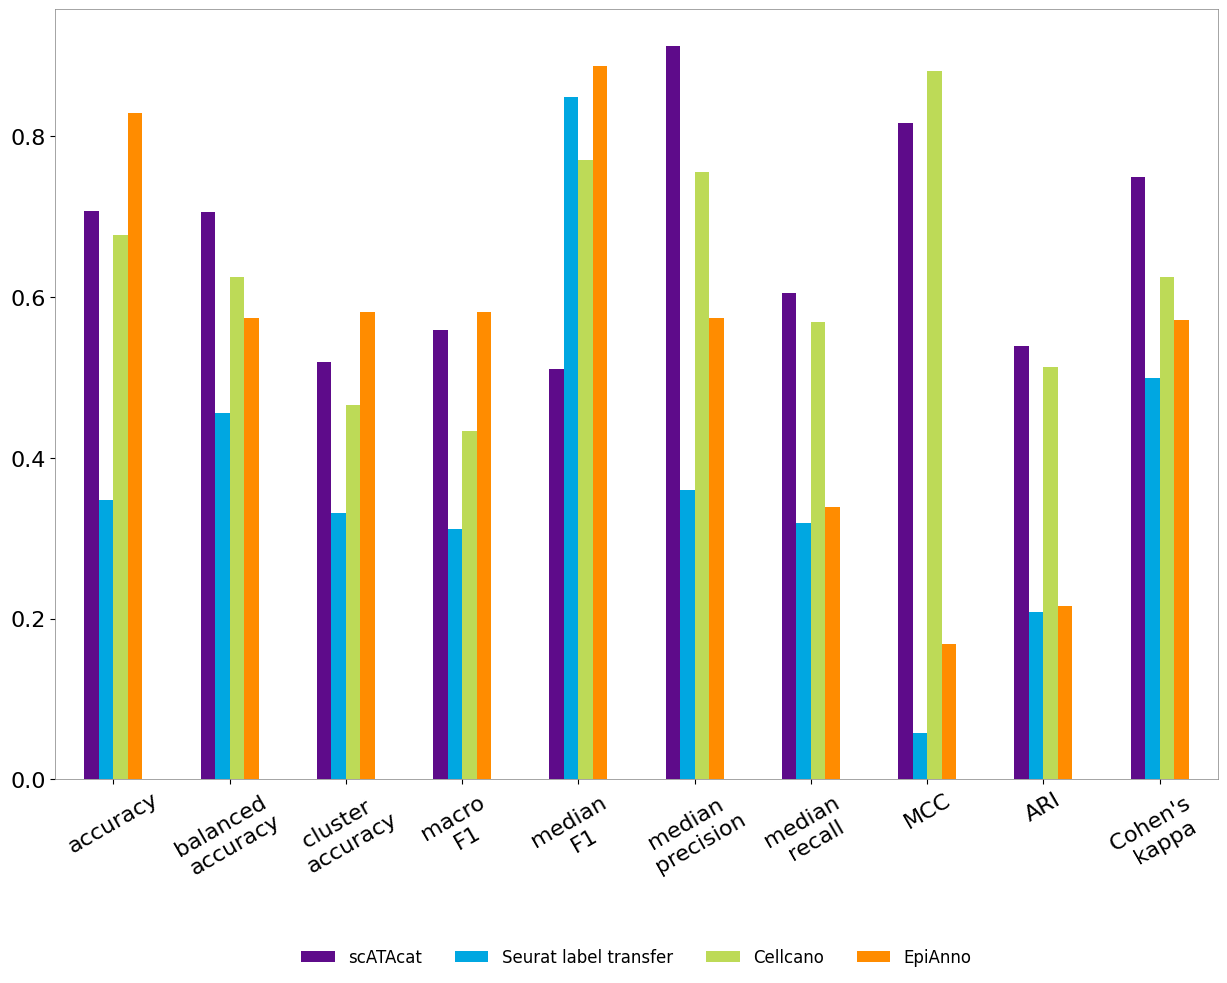 0.8
0.6
0.4
0.2
0.0
accuracy
balanced
accuracy
cluster
accuracy
macro
F1
median
F1
median
precision
median
recall
MCC
ARI
Cohen's
kappa
scATAcat Seurat label transfer Cellcano EpiAnno